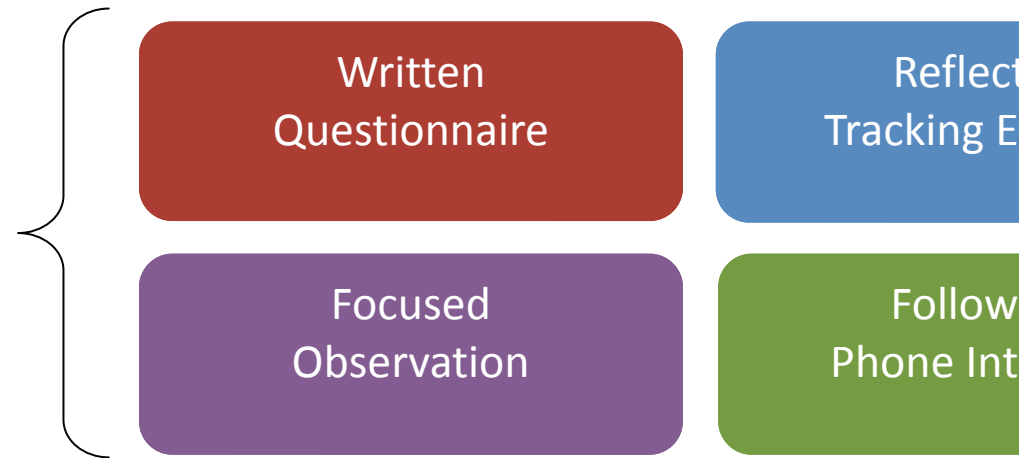 Written
Questionnaire
Reflect
Tracking E
Focused
Observation
Follow
Phone Int